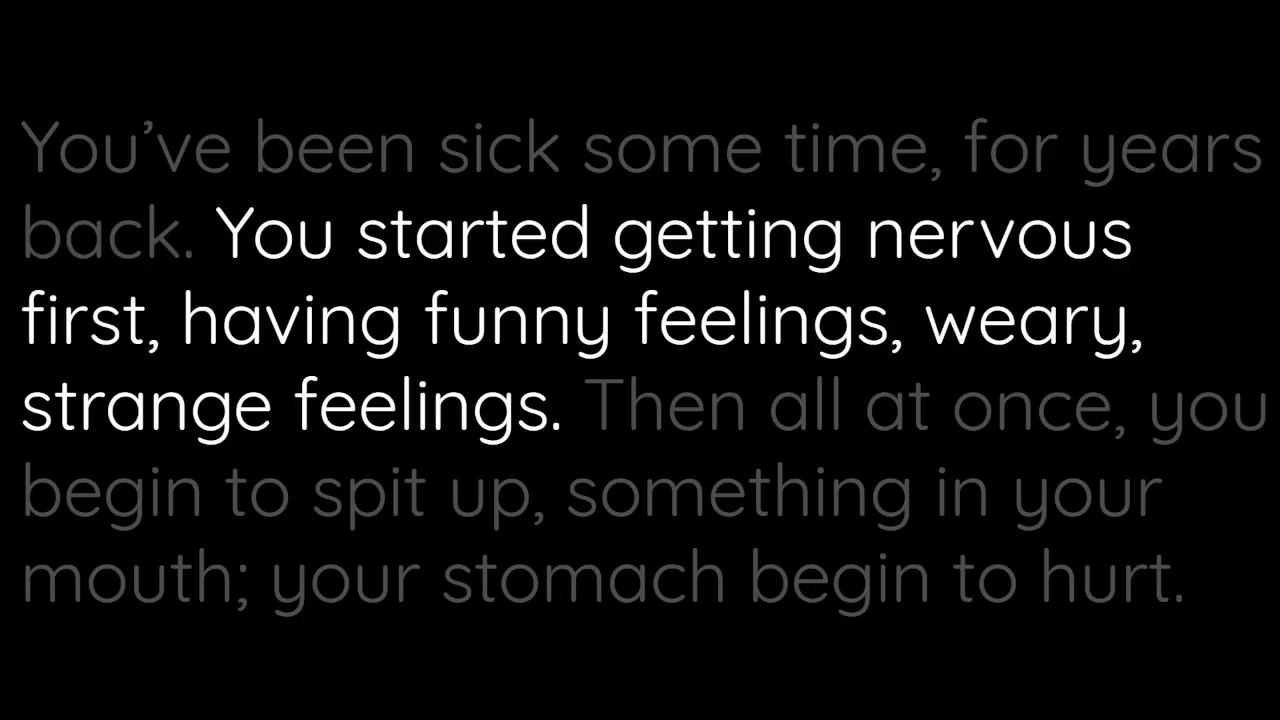 You’ve been sick some time, for years
back. You started getting nervous
first, having funny feelings, weary,
strange feelings. Then all at once, you
begin to spit up, something in your
mouth; your stomach begin to hurt.